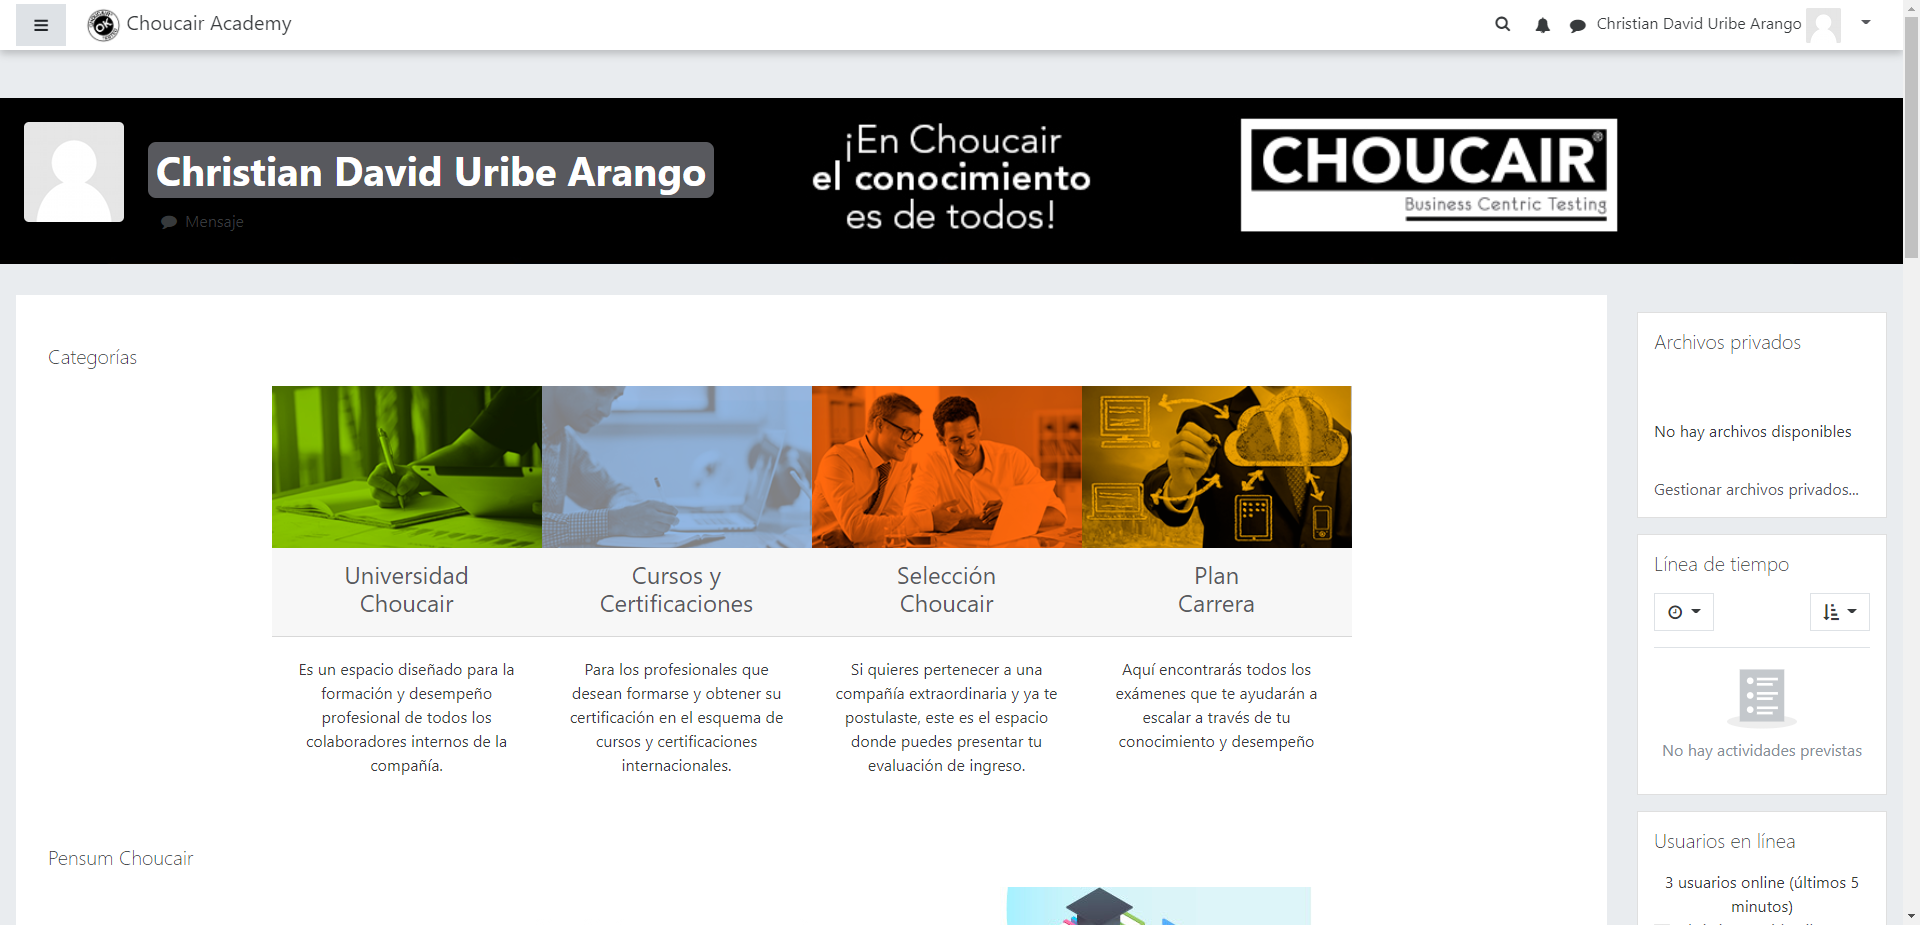 Choucair Academy
Christian David Uribe Arango
Christian David Uribe Arango
Mensaje
¡En Choucair
el conocimiento
es de todos!
CHOUCAIR®
Business Centric Testing
Categorías
Universidad
Choucair
Es un espacio diseñado para la
formación y desempeño
profesional de todos los
colaboradores internos de la
compañía.
Cursos y
Certificaciones
Para los profesionales que
desean formarse y obtener su
certificación en el esquema de
cursos y certificaciones
internacionales.
Selección
Choucair
Si quieres pertenecer a una
compañía extraordinaria y ya te
postulaste, este es el espacio
donde puedes presentar tu
evaluación de ingreso.
Plan
Carrera
Aquí encontrarás todos los
exámenes que te ayudarán a
escalar a través de tu
conocimiento y desempeño
Pensum Choucair
Archivos privados
No hay archivos disponibles
Gestionar archivos privados...
Línea de tiempo
No hay actividades previstas
Usuarios en línea
3 usuarios online (últimos 5
minutos)